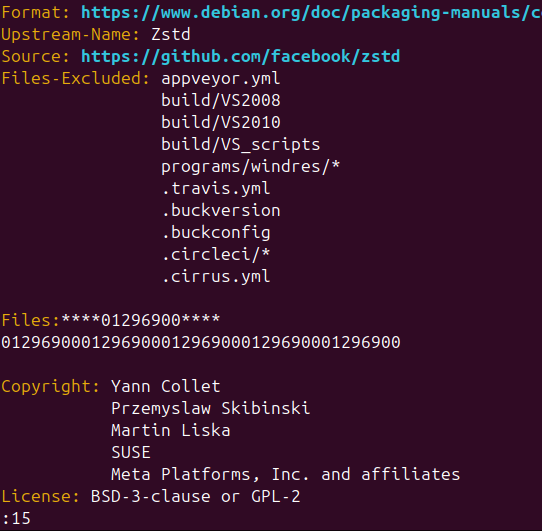 Format: https://www.debian.org/doc/packaging-manuals/c
Upstream-Name: Zstd
Source: https://github.com/facebook/zstd
Files-Excluded: appveyor.yml
build/VS2008
build/VS2010
build/VS_scripts
programs/windres/*
.travis.yml
.buckversion
.buckconfig
.circleci/*
.cirrus.yml
Files:****01296900****
0129690001296900012969000129690001296900
Copyright: Yann Collet
Przemyslaw Skibinski
Martin Liska
SUSE
Meta Platforms, Inc. and affiliates
License: BSD-3-clause or GPL-2
:15